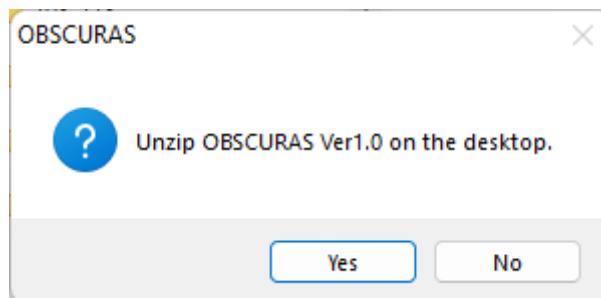 OBSCURAS
Unzip OBSCURAS Ver1.0 on the desktop.
Yes
No